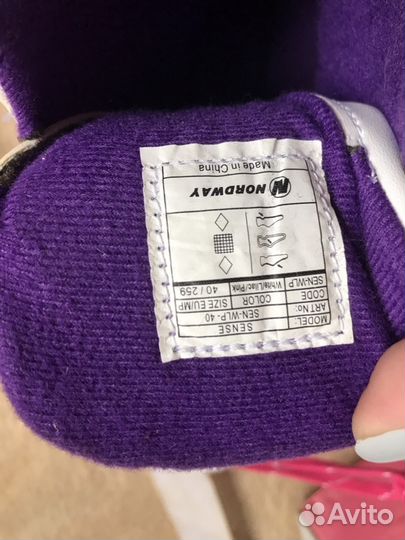 MODEL: SENSE
ART.No: SEN-WLP- 40
CODE COLOR SIZE EU/MP
SEN-WLP White/Lilac/Pink 40 / 259
NORDWAY
Made in China
Avito